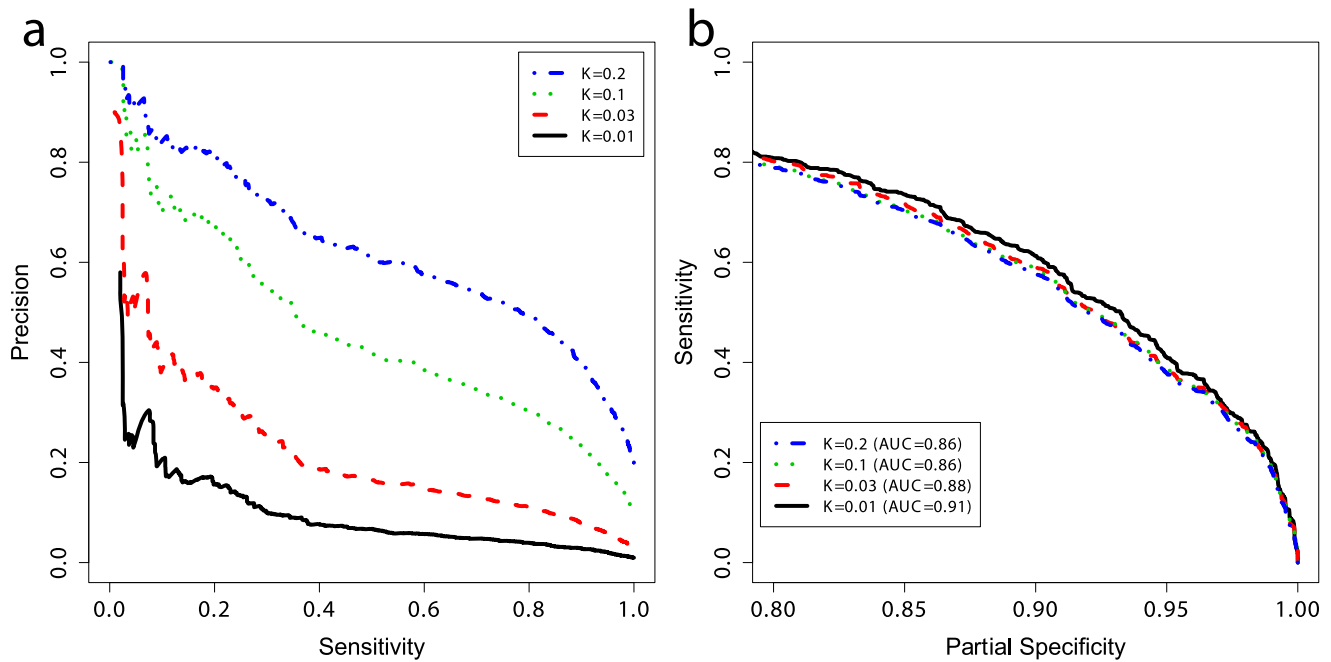 a
Precision
0.0
0.2
0.4
0.6
0.8
1.0
K=0.2
K=0.1
K=0.03
K=0.01
0.0 0.2 0.4 0.6 0.8 1.0
Sensitivity
b
Sensitivity
0.0
0.2
0.4
0.6
0.8
1.0
K=0.2 (AUC=0.86)
K=0.1 (AUC=0.86)
K=0.03 (AUC=0.88)
K=0.01 (AUC=0.91)
0.80 0.85 0.90 0.95 1.00
Partial Specificity